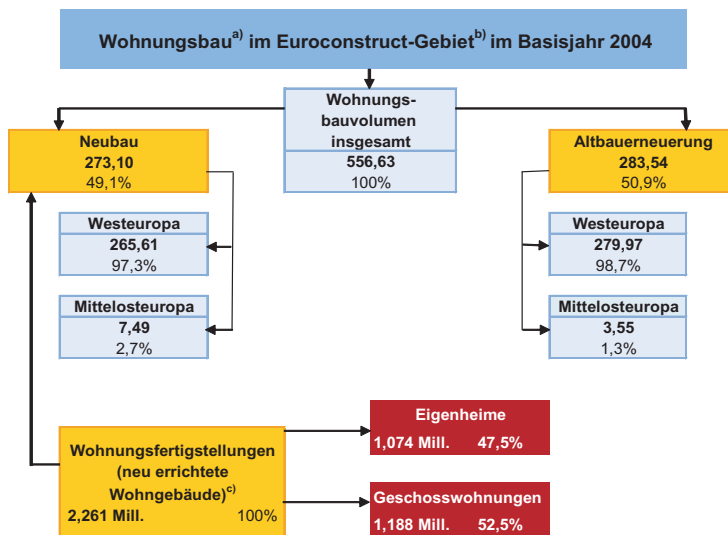 Wohnungsbau a) im Euroconstruct-Gebiet b) im Basisjahr 2004
Wohnungs-
bauvolumen
insgesamt
556,63
100%
Neubau
273,10
49,1%
Altbauerneuerung
283,54
50,9%
Westeuropa
265,61
97,3%
Westeuropa
279,97
98,7%
Mittelosteuropa
7,49
2,7%
Mittelosteuropa
3,55
1,3%
Wohnungsfertigstellungen
(neu errichtete
Wohngebäude) c)
2,261 Mill. 100%
Eigenheime
1,074 Mill. 47,5%
Geschosswohnungen
1,188 Mill. 52,5%